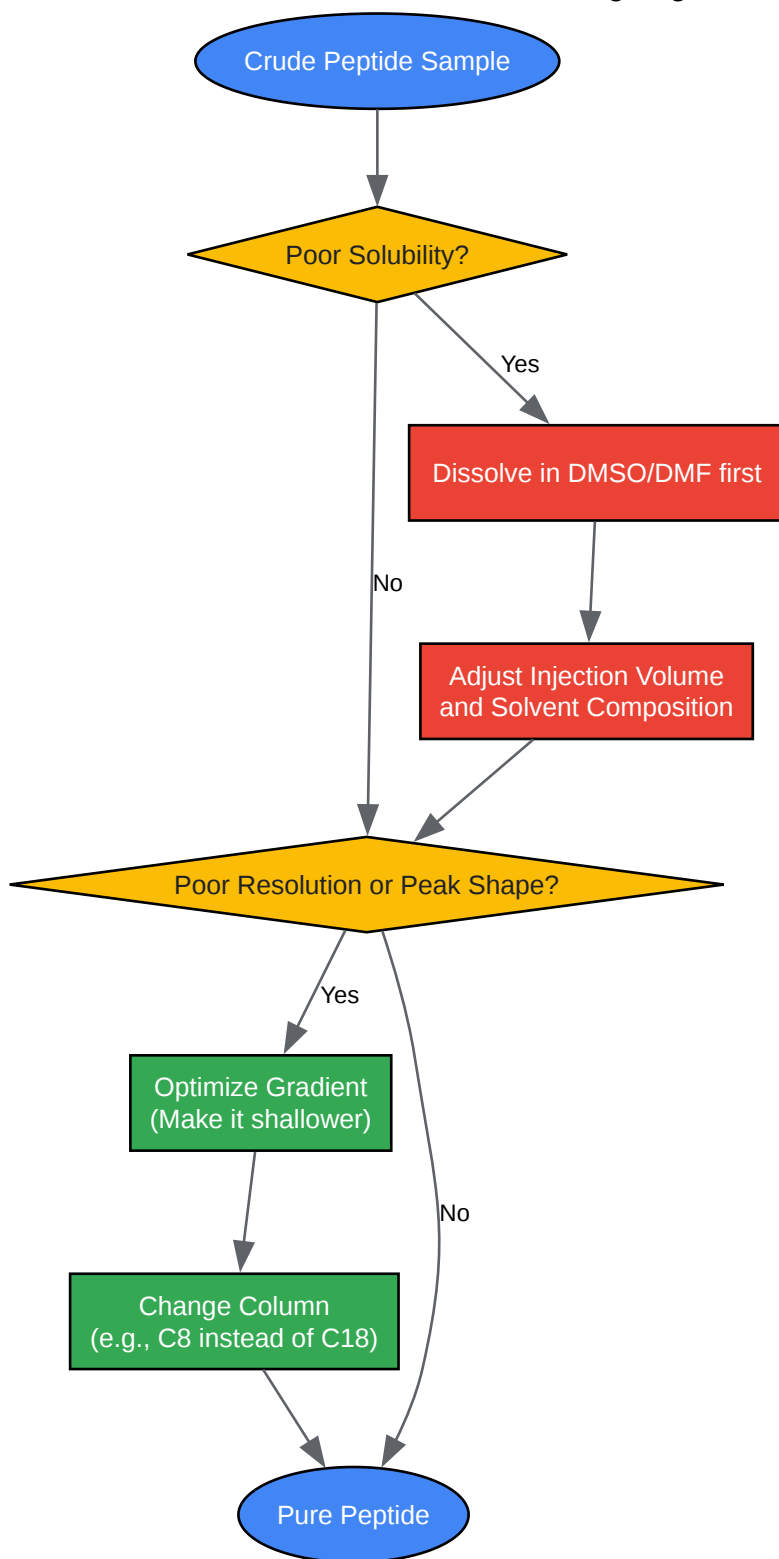 Crude Peptide Sample
Poor Solubility?
Yes
Dissolve in DMSO/DMF first
No
Adjust Injection Volume
and Solvent Composition
Poor Resolution or Peak Shape?
Yes
Optimize Gradient
(Make it shallower)
No
Change Column
(e.g., C8 instead of C18)
Pure Peptide